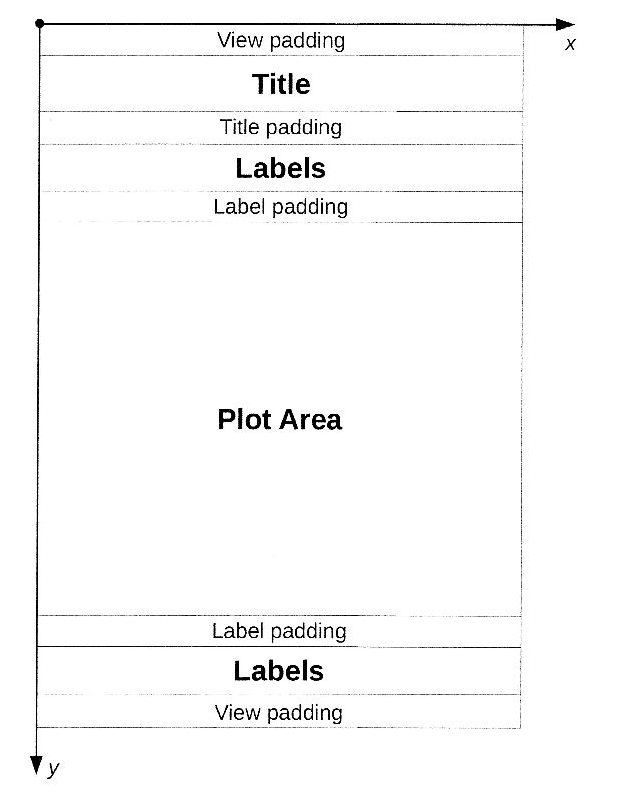 x
View padding
Title
Title padding
Labels
Label padding
Plot Area
Label padding
Labels
View padding
y